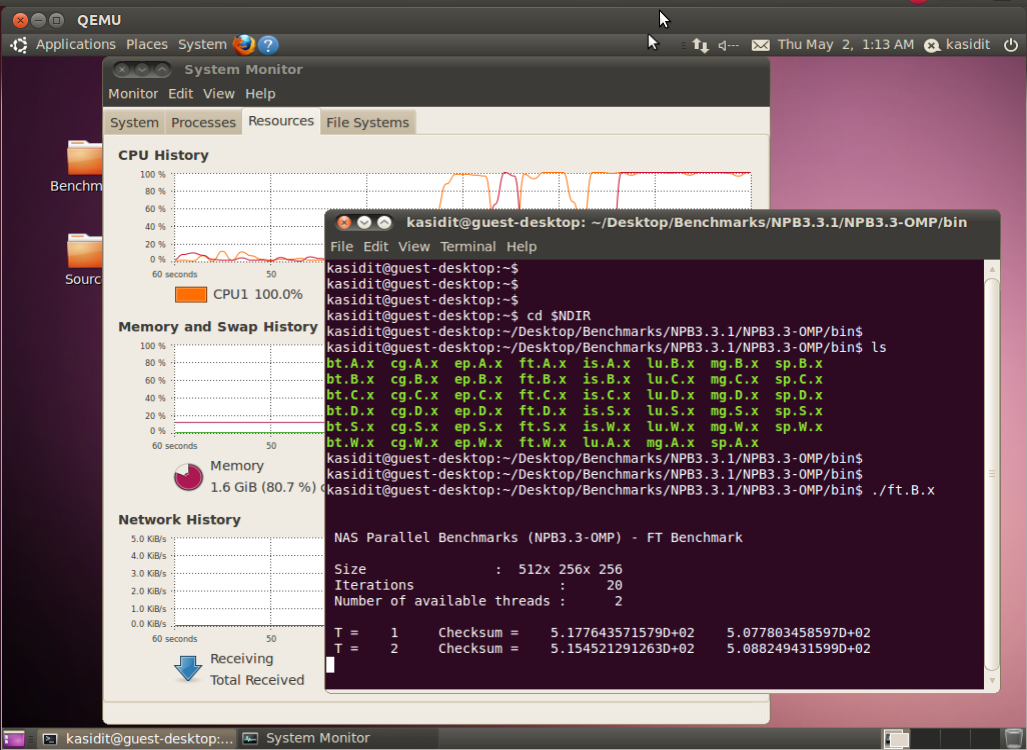 QEMU
Applications Places System
Thu May 2, 1:13 AM kasidit
System Monitor
Monitor Edit View Help
System Processes Resources File Systems
CPU History
100 %
80 %
60 %
40 %
20 %
0 %
60 seconds 50
CPU1 100.0%
Memory and Swap History
100 %
80 %
60 %
40 %
20 %
0 %
60 seconds 50
Memory
1.6 GiB (80.7 %)
Network History
5.0 KiB/s
4.0 KiB/s
3.0 KiB/s
2.0 KiB/s
1.0 KiB/s
0.0 KiB/s
60 seconds 50
Receiving
Total Received
Benchm
Sourc
kasidit@guest-desktop: ~/Desktop/Benchmarks/NPB3.3.1/NPB3.3-OMP/bin
File Edit View Terminal Help
kasidit@guest-desktop:~$
kasidit@guest-desktop:~$
kasidit@guest-desktop:~$
kasidit@guest-desktop:~$ cd $NDIR
kasidit@guest-desktop:~/Desktop/Benchmarks/NPB3.3.1/NPB3.3-OMP/bin$
kasidit@guest-desktop:~/Desktop/Benchmarks/NPB3.3.1/NPB3.3-OMP/bin$ ls
bt.A.x cg.A.x ep.A.x ft.A.x is.A.x lu.B.x mg.B.x sp.B.x
bt.B.x cg.B.x ep.B.x ft.B.x is.B.x lu.C.x mg.C.x sp.C.x
bt.C.x cg.C.x ep.C.x ft.C.x is.C.x lu.D.x mg.D.x sp.D.x
bt.D.x cg.D.x ep.D.x ft.D.x is.S.x lu.S.x mg.S.x sp.S.x
bt.S.x cg.S.x ep.S.x ft.S.x is.W.x lu.W.x mg.W.x sp.W.x
bt.W.x cg.W.x ep.W.x ft.W.x lu.A.x mg.A.x sp.A.x
kasidit@guest-desktop:~/Desktop/Benchmarks/NPB3.3.1/NPB3.3-OMP/bin$
kasidit@guest-desktop:~/Desktop/Benchmarks/NPB3.3.1/NPB3.3-OMP/bin$
kasidit@guest-desktop:~/Desktop/Benchmarks/NPB3.3.1/NPB3.3-OMP/bin$ ./ft.B.x
NAS Parallel Benchmarks (NPB3.3-OMP) - FT Benchmark
Size : 512x 256x 256
Iterations : 20
Number of available threads : 2
T = 1 Checksum = 5.177643571579D+02 5.077803458597D+02
T = 2 Checksum = 5.154521291263D+02 5.088249431599D+02
kasidit@guest-desktop:... System Monitor